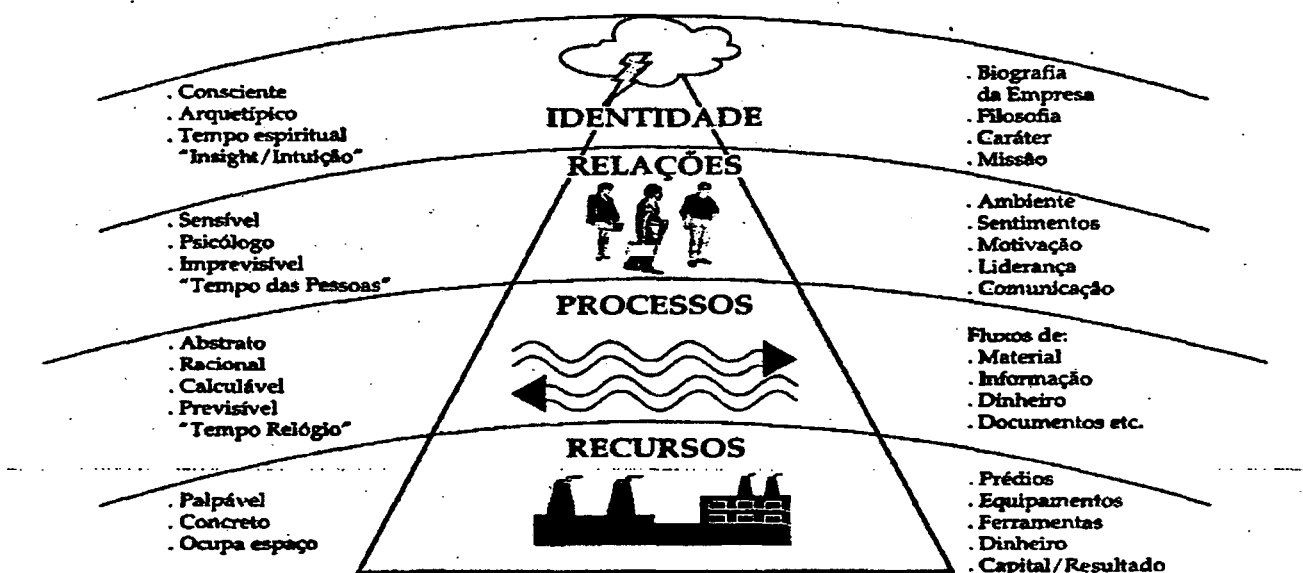 . Consciente
. Arquetípico
. Tempo espiritual
"Insight/Intuição"
IDENTIDADE
. Biografia
da Empresa
. Filosofia
. Caráter
. Missão
. Sensível
. Psicólogo
. Imprevisível
"Tempo das Pessoas"
RELAÇÕES
. Ambiente
. Sentimentos
. Motivação
. Liderança
. Comunicação
. Abstrato
. Racional
. Calculável
. Previsível
"Tempo Relógio"
PROCESSOS
Fluxos de:
. Material
. Informação
. Dinheiro
. Documentos etc.
. Palpável
. Concreto
. Ocupa espaço
RECURSOS
. Prédios
. Equipamentos
. Ferramentas
. Dinheiro
. Capital/Resultado